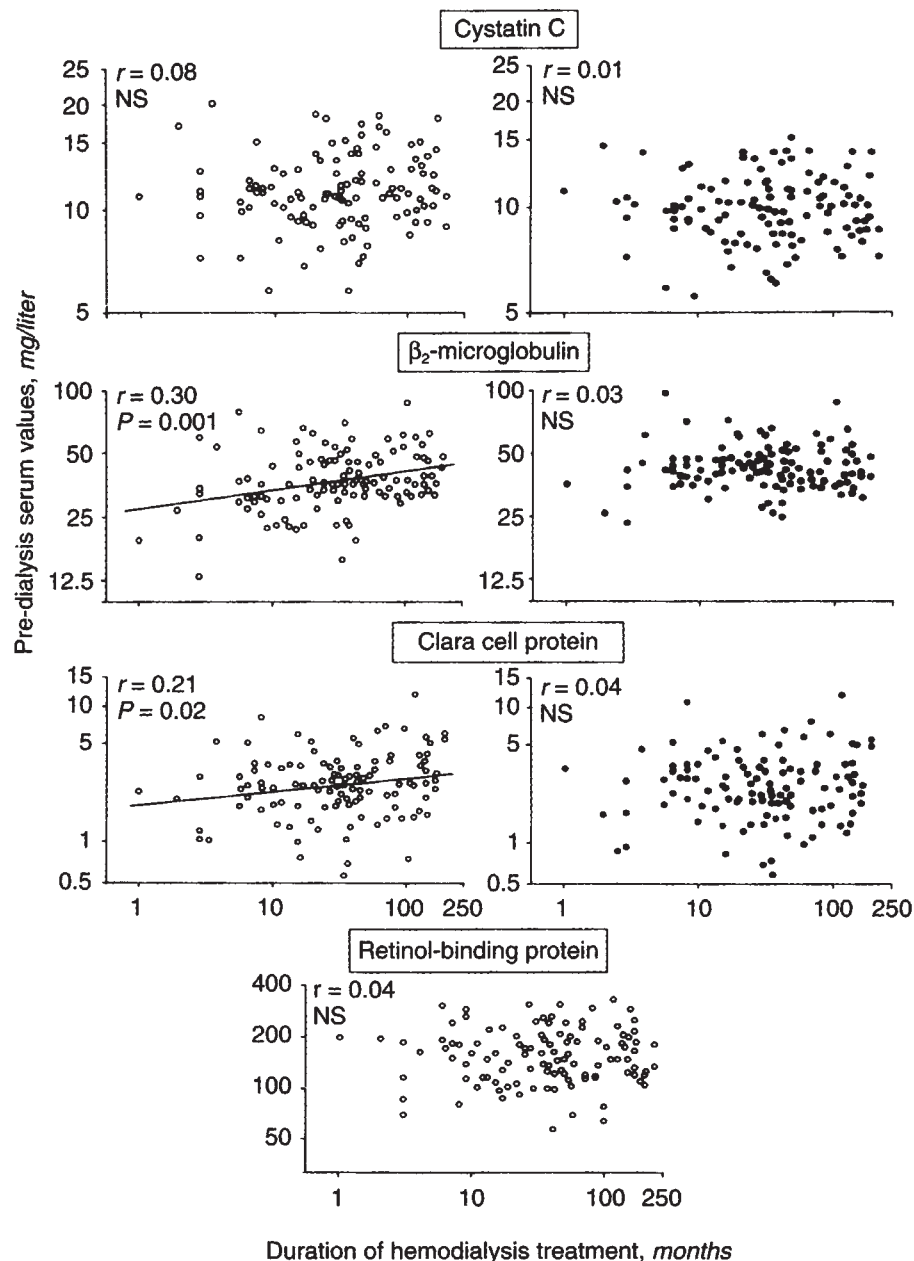 Cystatin C
25
20
15
10
5
r = 0.08
NS
25
20
15
10
5
r = 0.01
NS
β₂-microglobulin
100
50
25
12.5
r = 0.30
P = 0.001
100
50
25
12.5
r = 0.03
NS
Clara cell protein
15
10
5
1
0.5
r = 0.21
P = 0.02
1 10 100 250
15
10
5
1
0.5
r = 0.04
NS
1 10 100 250
Retinol-binding protein
400
200
100
50
r = 0.04
NS
1 10 100 250
Pre-dialysis serum values, mg/liter
Duration of hemodialysis treatment, months